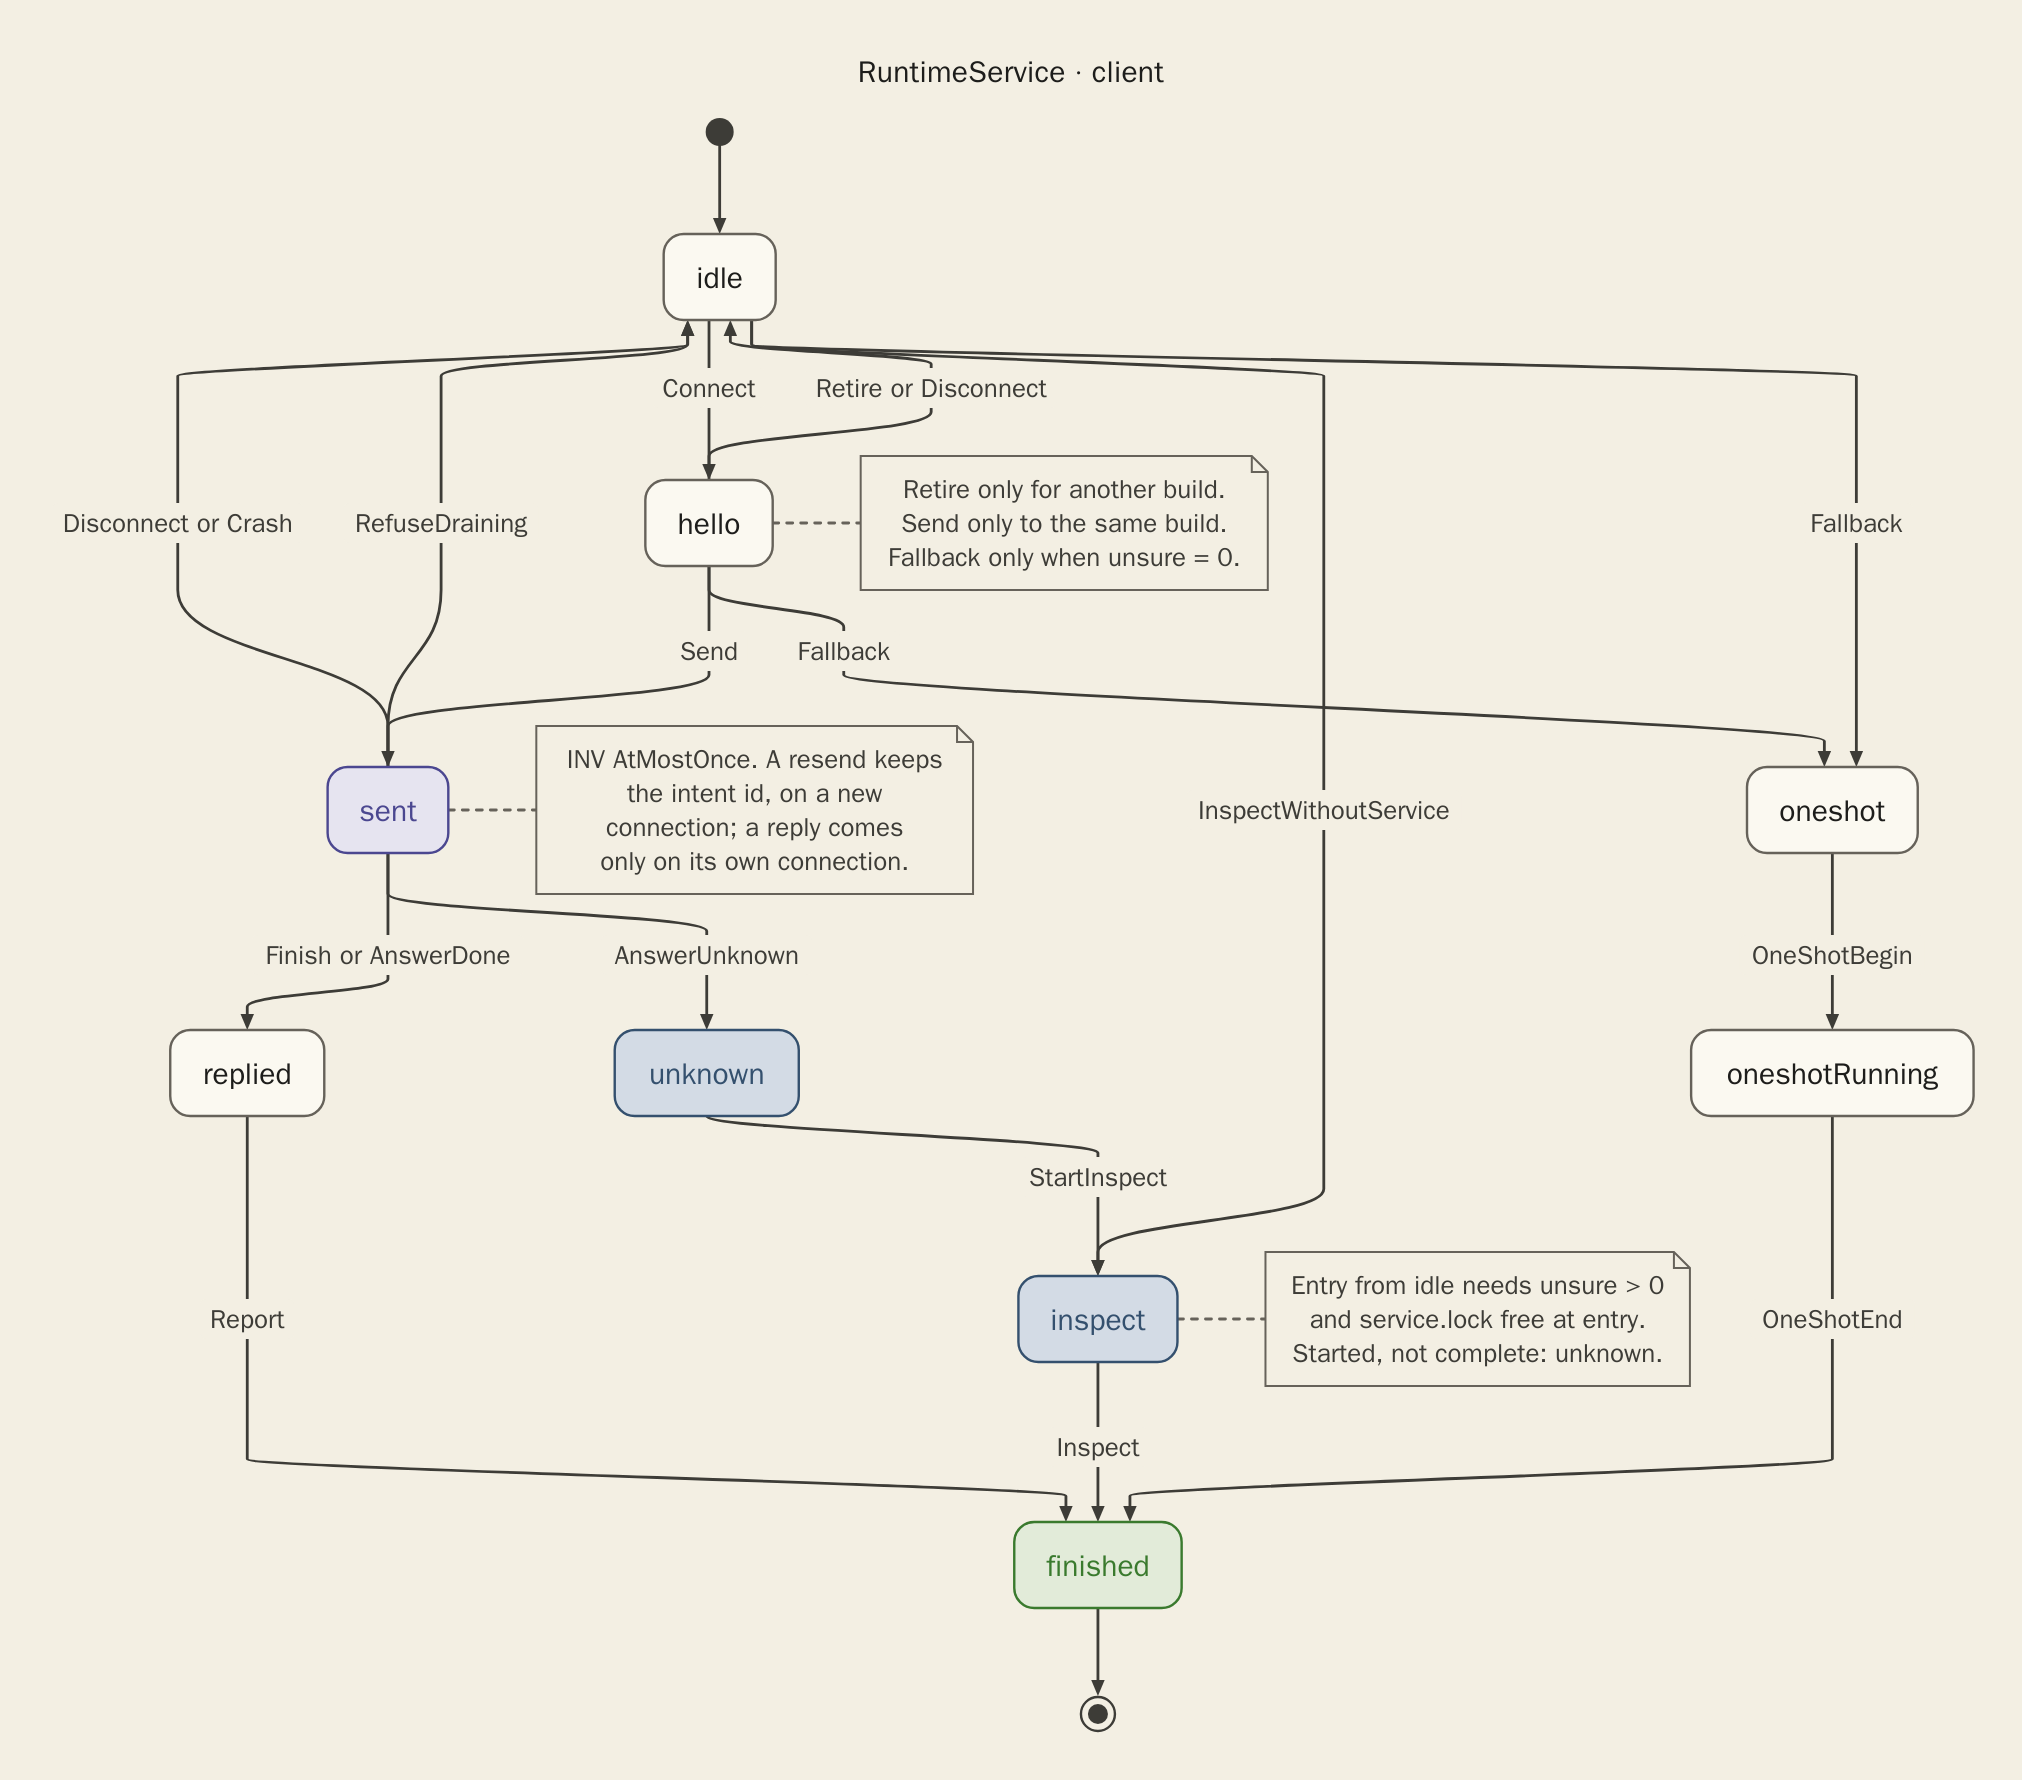 RuntimeService · client
idle
Connect
Retire or Disconnect
Disconnect or Crash
RefuseDraining
hello
Retire only for another build.
Send only to the same build.
Fallback only when unsure = 0.
Fallback
Send
Fallback
sent
INV AtMostOnce. A resend keeps
the intent id, on a new
connection; a reply comes
only on its own connection.
InspectWithoutService
oneshot
Finish or AnswerDone
AnswerUnknown
OneShotBegin
replied
unknown
oneshotRunning
StartInspect
Report
inspect
Entry from idle needs unsure > 0
and service.lock free at entry.
Started, not complete: unknown.
OneShotEnd
Inspect
finished